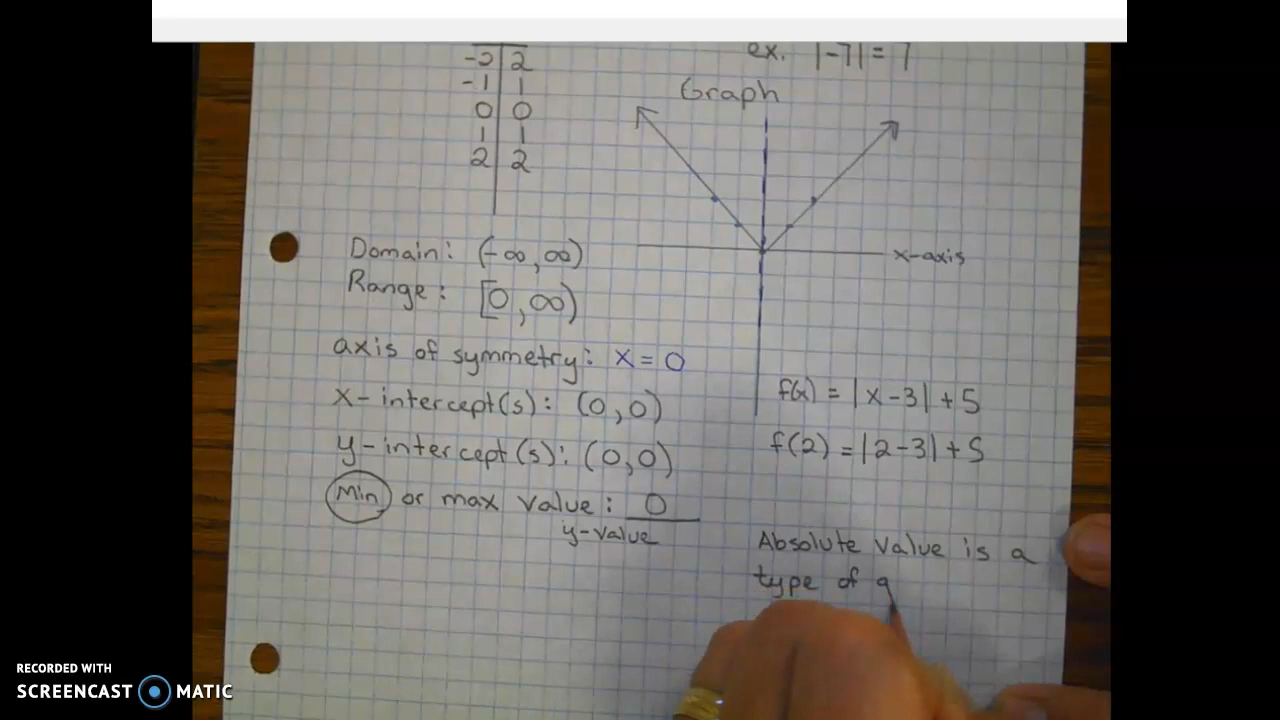 -2 2
-1 1
0 0
1 1
2 2
ex. |-7| = 7
Graph
x-axis
Domain: (-∞,∞)
Range: [0,∞)
axis of symmetry: x = 0
x-intercept(s): (0,0)
y-intercept(s): (0,0)
Min or max value: 0
y-value
f(x) = |x-3| + 5
f(2) = |2-3| + 5
Absolute value is a
type of
RECORDED WITH
SCREENCAST MATIC